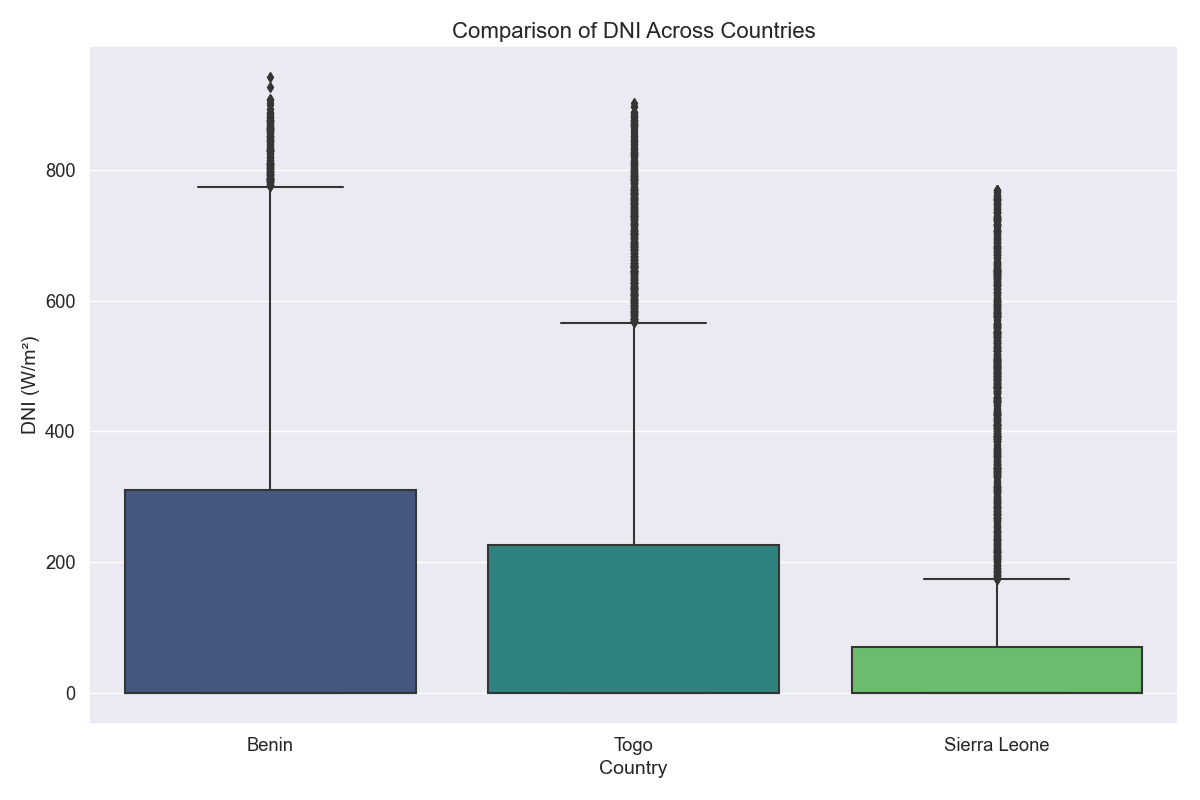 Comparison of DNI Across Countries
DNI (W/m²)
800
600
400
200
0
Benin
Togo
Sierra Leone
Country